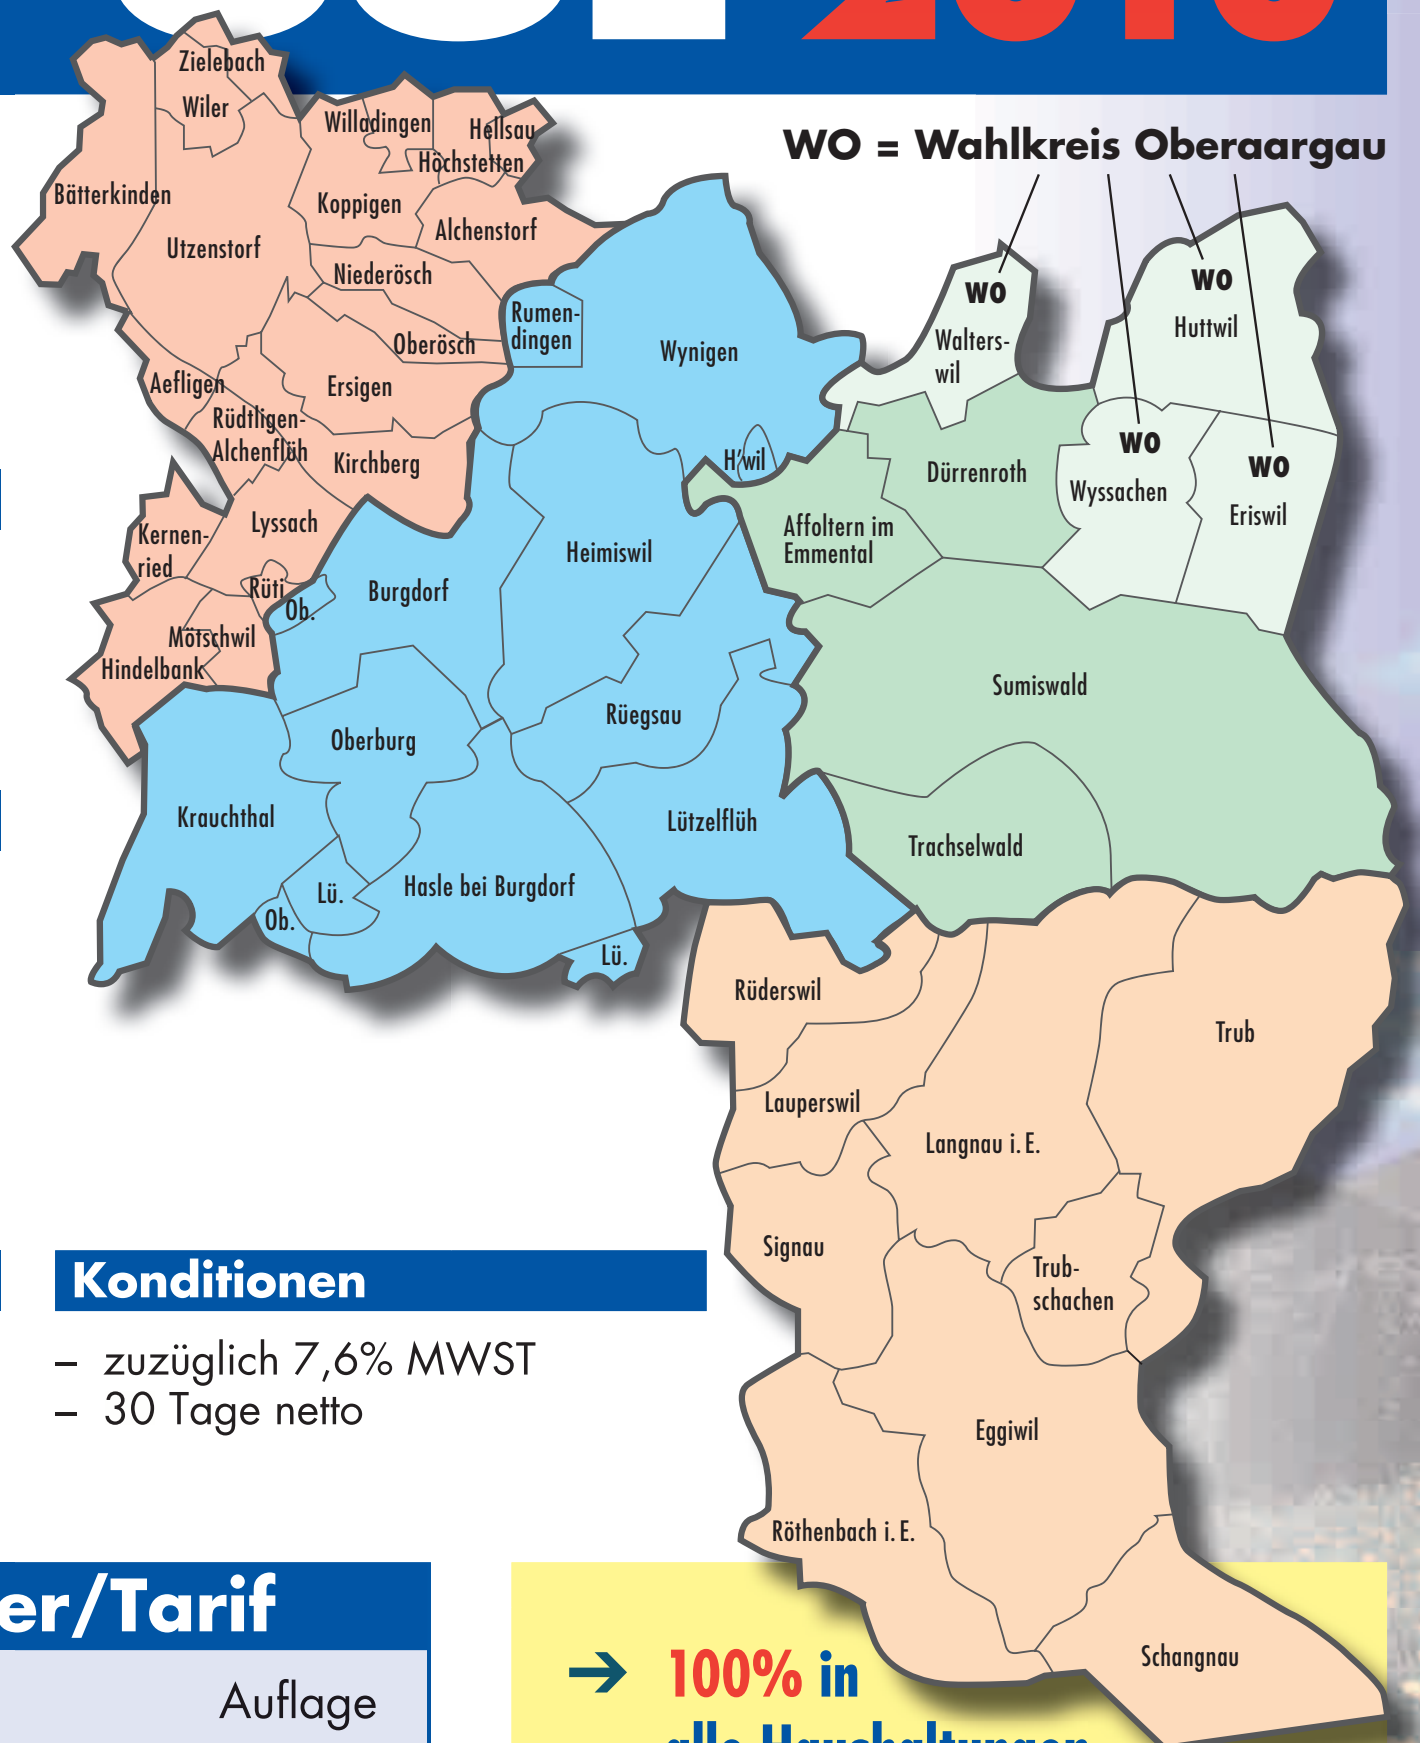 2010
WO = Wahlkreis Oberaargau
Zielebach
Wiler
Willadingen
Hellsau
Höchstetten
Bätterkinden
Koppigen
Alchenstorf
Utzenstorf
Niederösch
Oberösch
Rumen-
dingen
Wynigen
WO
Walters-
wil
WO
Huttwil
Aefligen
Ersigen
Rüdtligen-
Alchenflüh
Kirchberg
H'wil
Dürrenroth
WO
Wyssachen
WO
Eriswil
Kernen-
ried
Lyssach
Heimiswil
Affoltern im
Emmental
Rüti
Ob.
Burgdorf
Mötschwil
Hindelbank
Sumiswald
Oberburg
Rüegsau
Krauchthal
Lützelflüh
Trachselwald
Lü.
Hasle bei Burgdorf
Ob.
Lü.
Rüderswil
Trub
Lauperswil
Langnau i. E.
Signau
Trub-
schachen
Eggiwil
Röthenbach i. E.
Schangnau
Konditionen
– zuzüglich 7,6% MWST
– 30 Tage netto
er/Tarif
Auflage
➔ 100% in
alle Haushaltungen